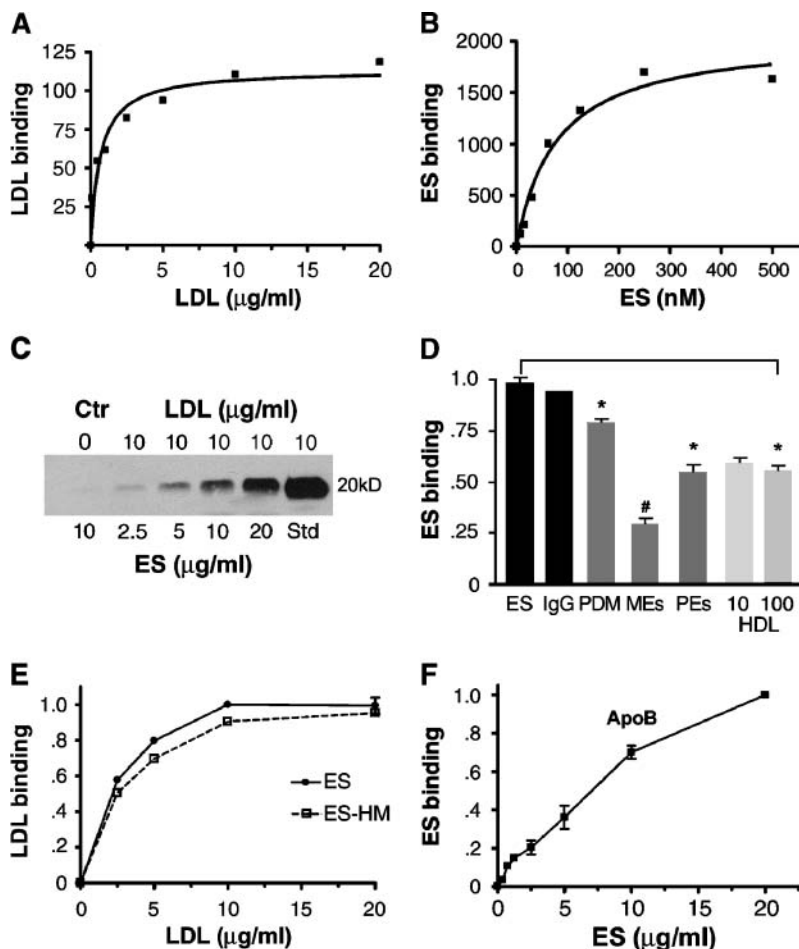 A
LDL binding
125
100
75
50
25
0 5 10 15 20
LDL (μg/ml)
B
ES binding
2000
1500
1000
500
0
0 100 200 300 400 500
ES (nM)
C
Ctr LDL (μg/ml)
0 10 10 10 10 10
20kD
10 2.5 5 10 20 Std
ES (μg/ml)
D
ES binding
1.0
.75
.50
.25
* # * *
ES IgG PDM MEs PEs 10 100
HDL
E
LDL binding
1.0
.8
.6
.4
.2
0
ES
ES-HM
0 5 10 15 20
LDL (μg/ml)
F
ES binding
1.0
.8
.6
.4
.2
0
ApoB
0 5 10 15 20
ES (μg/ml)